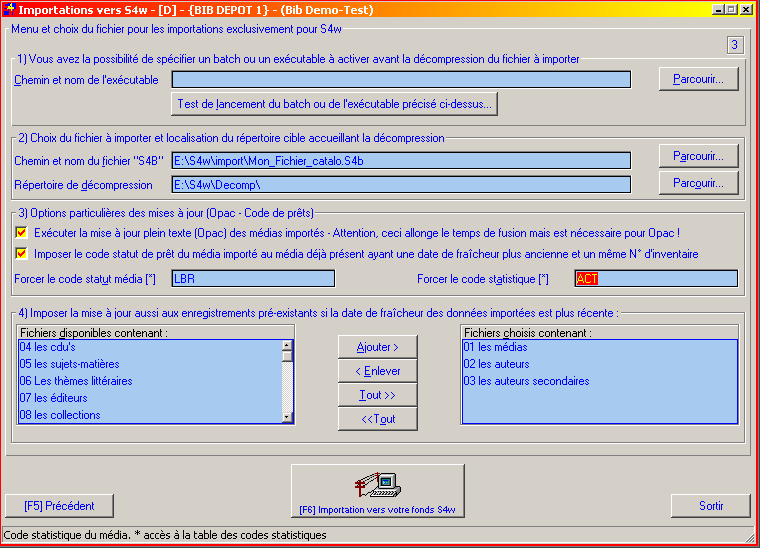 Importations vers S4w - [D] - {BIB DEPOT 1} - (Bib Demo-Test)
Menu et choix du fichier pour les importations exclusivement pour S4w
3
1) Vous avez la possibilité de spécifier un batch ou un exécutable à activer avant la décompression du fichier à importer
Chemin et nom de l'exécutable
Parcourir...
Test de lancement du batch ou de l'exécutable précisé ci-dessus...
2) Choix du fichier à importer et localisation du répertoire cible accueillant la décompression
Chemin et nom du fichier "S4B" E:\S4w\import\Mon_Fichier_catalo.S4b Parcourir...
Répertoire de décompression E:\S4w\Decomp\ Parcourir...
3) Options particulières des mises à jour (Opac - Code de prêts)
Exécuter la mise à jour plein texte (Opac) des médias importés - Attention, ceci allonge le temps de fusion mais est nécessaire pour Opac !
Imposer le code statut de prêt du média importé au média déjà présent ayant une date de fraîcheur plus ancienne et un même N° d'inventaire
Forcer le code statut média [*] LBR Forcer le code statistique [*] ACT
4) Imposer la mise à jour aussi aux enregistrements pré-existants si la date de fraîcheur des données importées est plus récente :
Fichiers disponibles contenant :
04 les cdu's
05 les sujets-matières
06 Les thèmes littéraires
07 les éditeurs
08 les collections
Ajouter >
< Enlever
Tout >>
<<Tout
Fichiers choisis contenant :
01 les médias
02 les auteurs
03 les auteurs secondaires
[F5] Précédent
[F6] Importation vers votre fonds S4w
Sortir
Code statistique du média. * accès à la table des codes statistiques